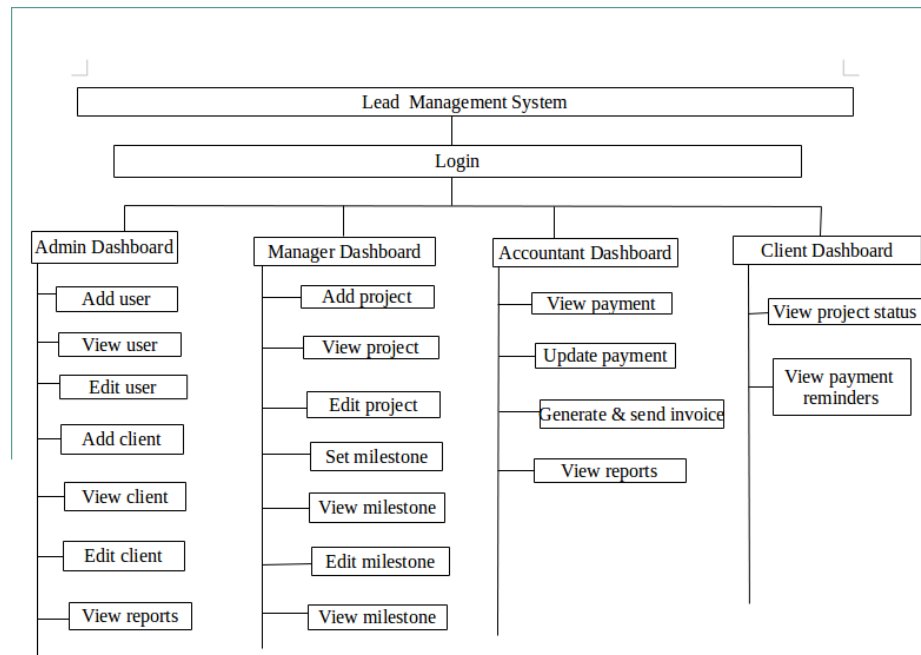 Lead Management System
Login
Admin Dashboard
Add user
View user
Edit user
Add client
View client
Edit client
View reports
Manager Dashboard
Add project
View project
Edit project
Set milestone
View milestone
Edit milestone
View milestone
Accountant Dashboard
View payment
Update payment
Generate & send invoice
View reports
Client Dashboard
View project status
View payment
reminders